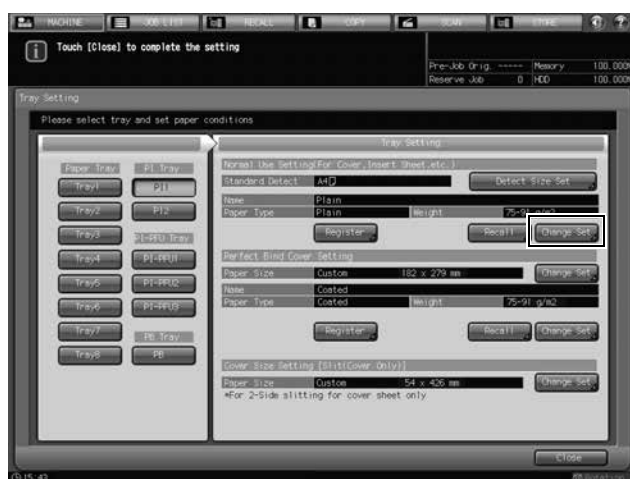 MACHINE JOB LIST RECALL COPY SCAN STORE
Touch [Close] to complete the setting
Pre-Job Orig. ----- Memory 100.000%
Reserve Job 0 HDD 100.000%
Tray Setting
Please select tray and set paper conditions
Tray Setting
Paper Tray PI Tray
Tray1 PI1
Tray2 PI2
Tray3 PI-PFU Tray
Tray4 PI-PFU1
Tray5 PI-PFU2
Tray6 PI-PFU3
Tray7 PB Tray
Tray8 PB
Normal Use Setting(For Cover,Insert Sheet,etc.)
Standard Detect A4 Detect Size Set
Name Plain
Paper Type Plain Weight 75-91 g/m2
Register Recall Change Set
Perfect Bind Cover Setting
Paper Size Custom 182 x 279 mm Change Set
Name Coated
Paper Type Coated Weight 75-91 g/m2
Register Recall Change Set
Cover Size Setting [Slit(Cover Only)]
Paper Size Custom 54 x 426 mm Change Set
*For 2-Side slitting for cover sheet only
Close
15:43
Rotation